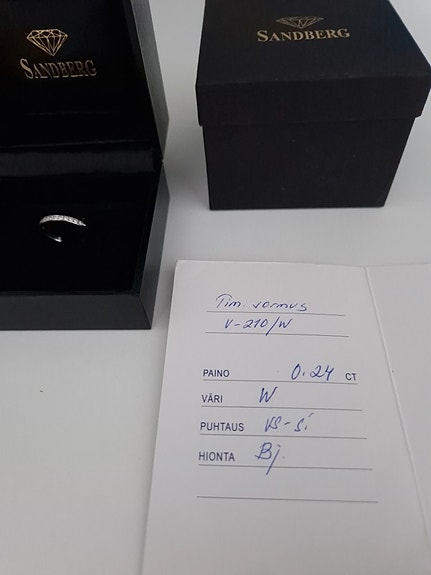 SANDBERG
SANDBERG
Tim. vormus
V-210/W
PAINO 0.24 CT
VÄRI W
PUHTAUS VS-Si
HIONTA Bj.